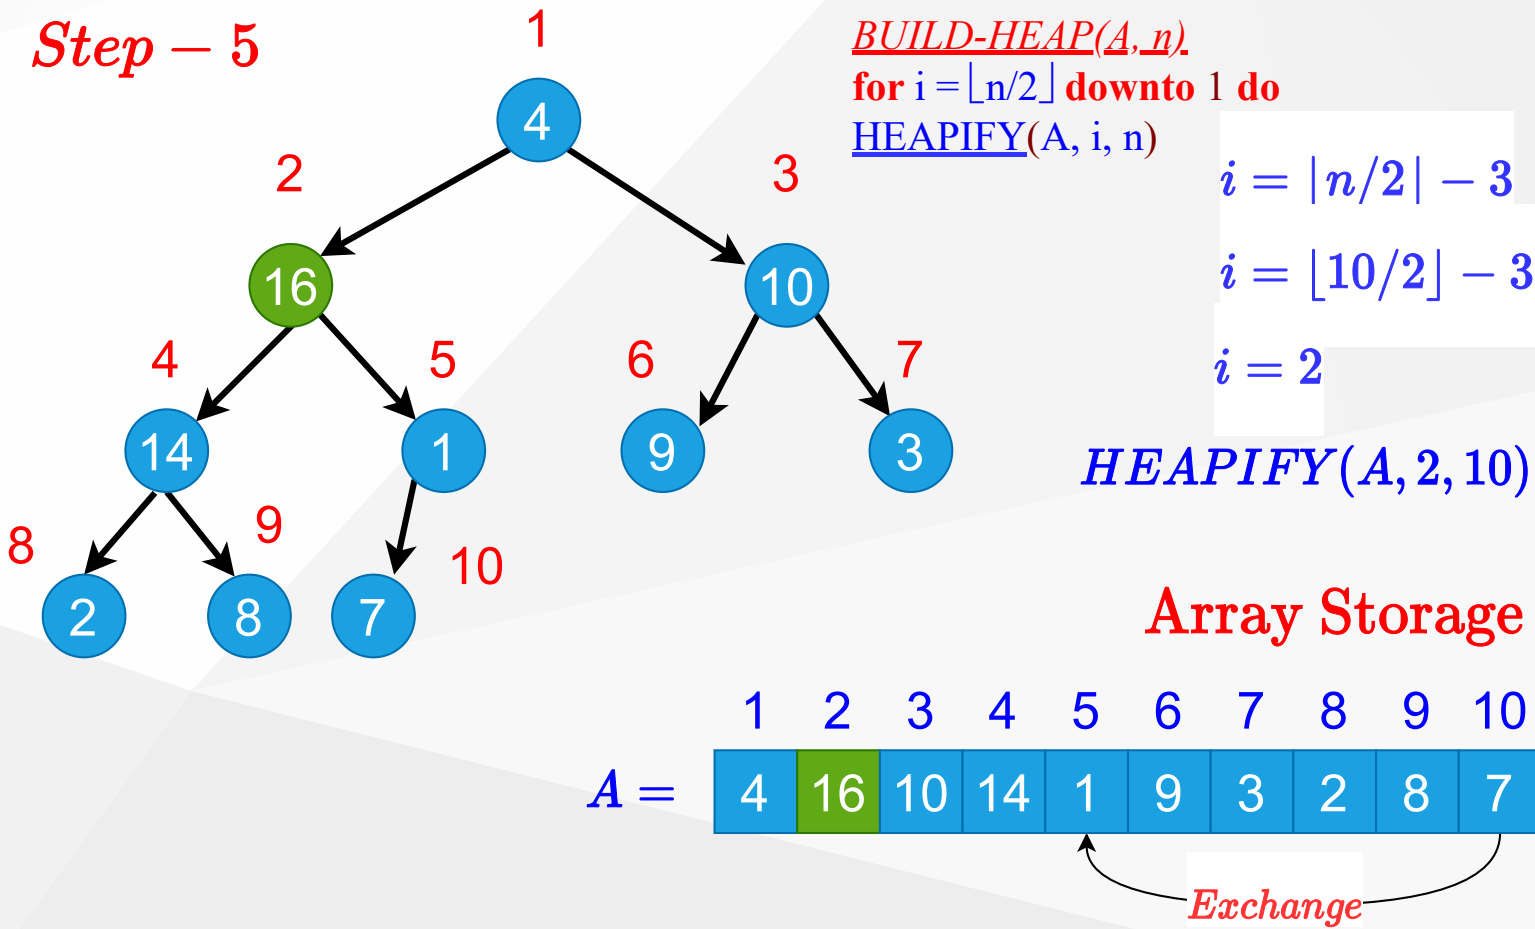 Step – 5
BUILD-HEAP(A, n)
for i = ⌊n/2⌋ downto 1 do
HEAPIFY(A, i, n)
i = |n/2| − 3
i = ⌊10/2⌋ − 3
i = 2
HEAPIFY(A, 2, 10)
1
4
2
3
16
10
4
5
6
7
14
1
9
3
8
9
10
2
8
7
Array Storage
1 2 3 4 5 6 7 8 9 10
A = 4 16 10 14 1 9 3 2 8 7
Exchange